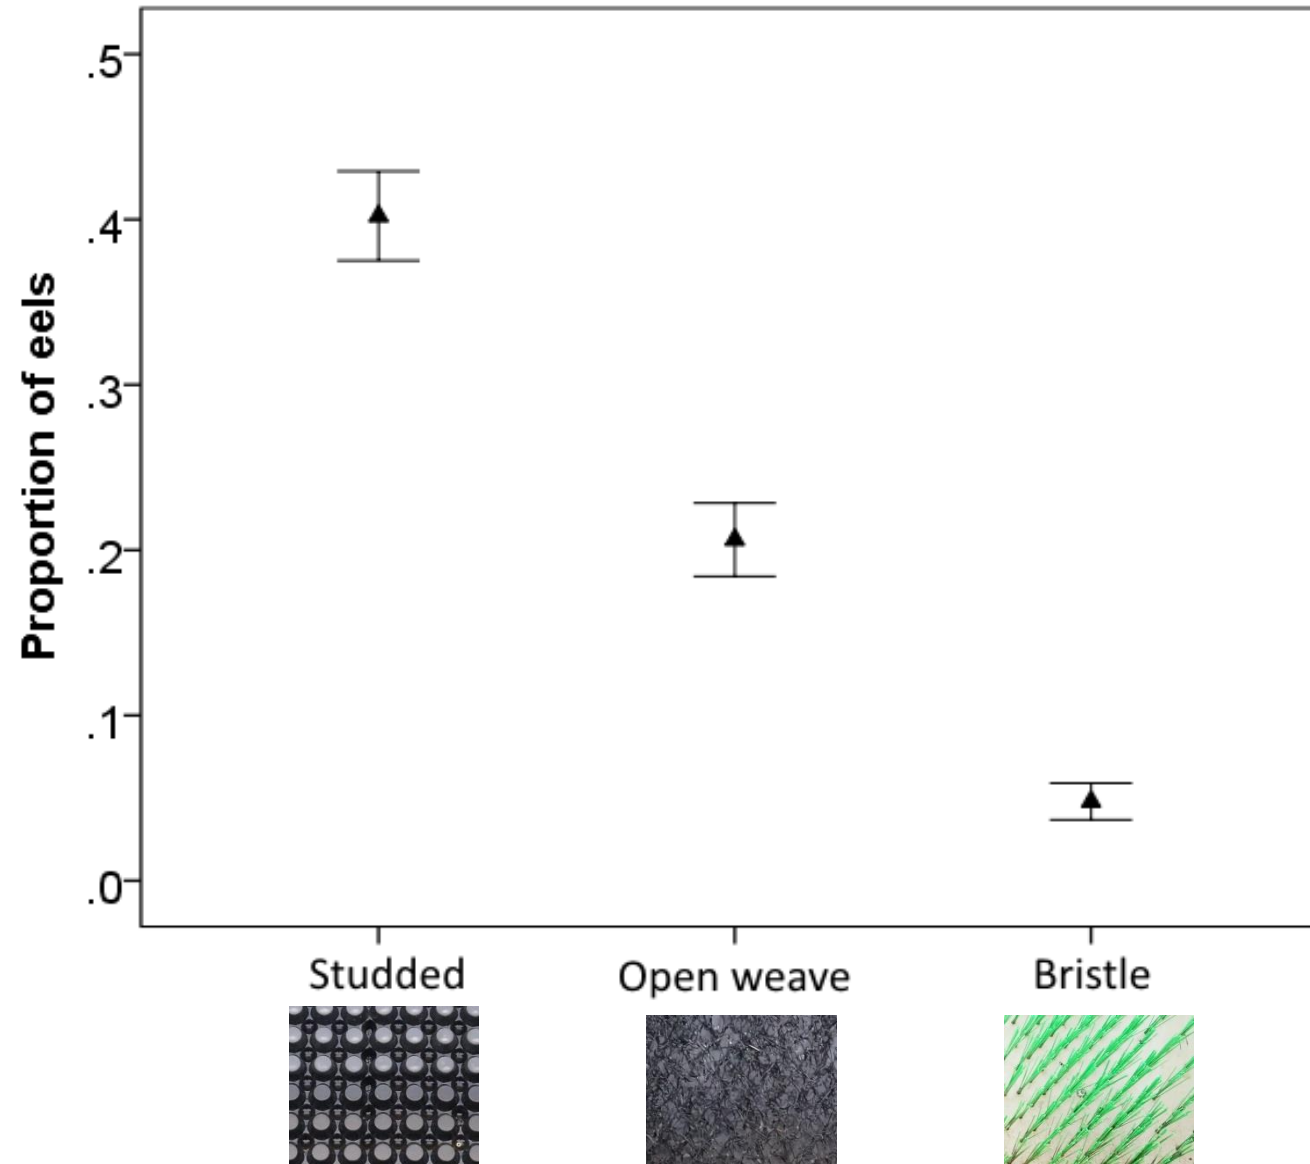 Proportion of eels
.5
.4
.3
.2
.1
.0
Studded
Open weave
Bristle